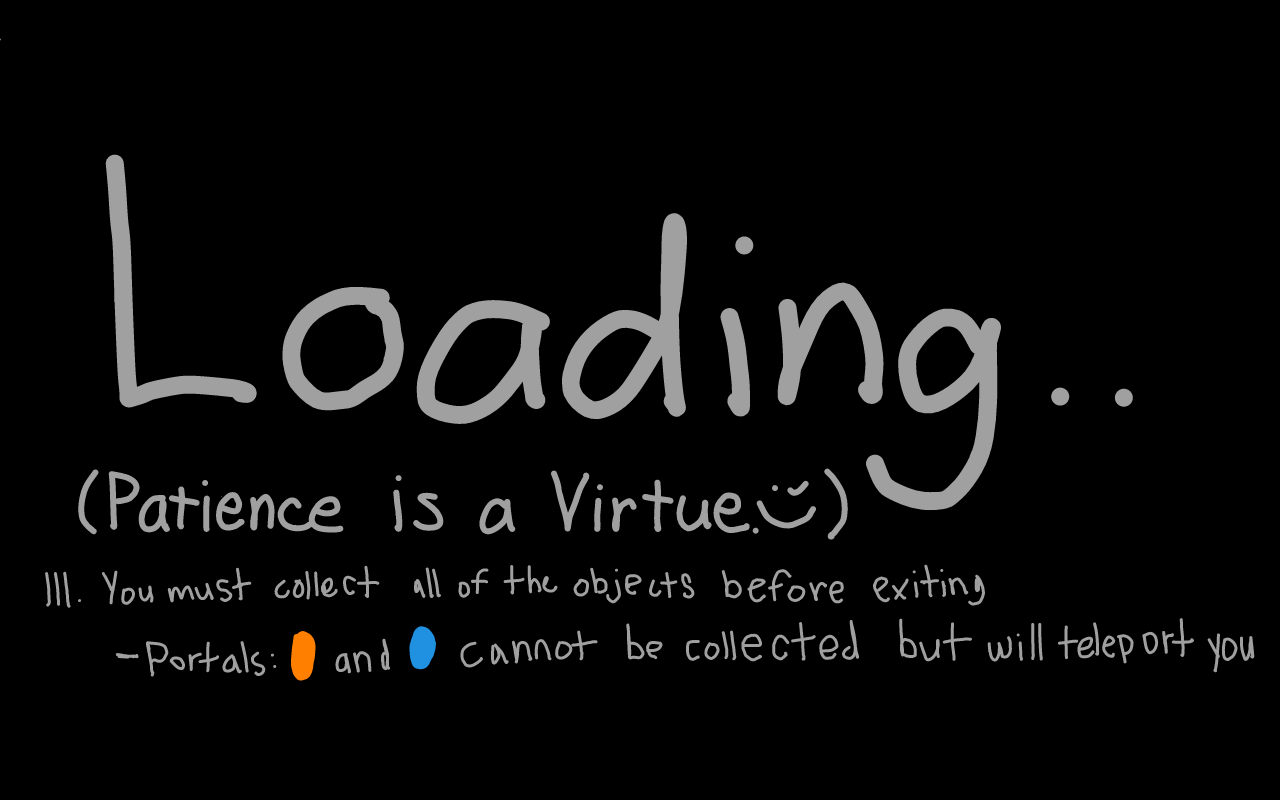 Loading..
(Patience is a Virtue.)
III. You must collect all of the objects before exiting
-Portals: and cannot be collected but will teleport you